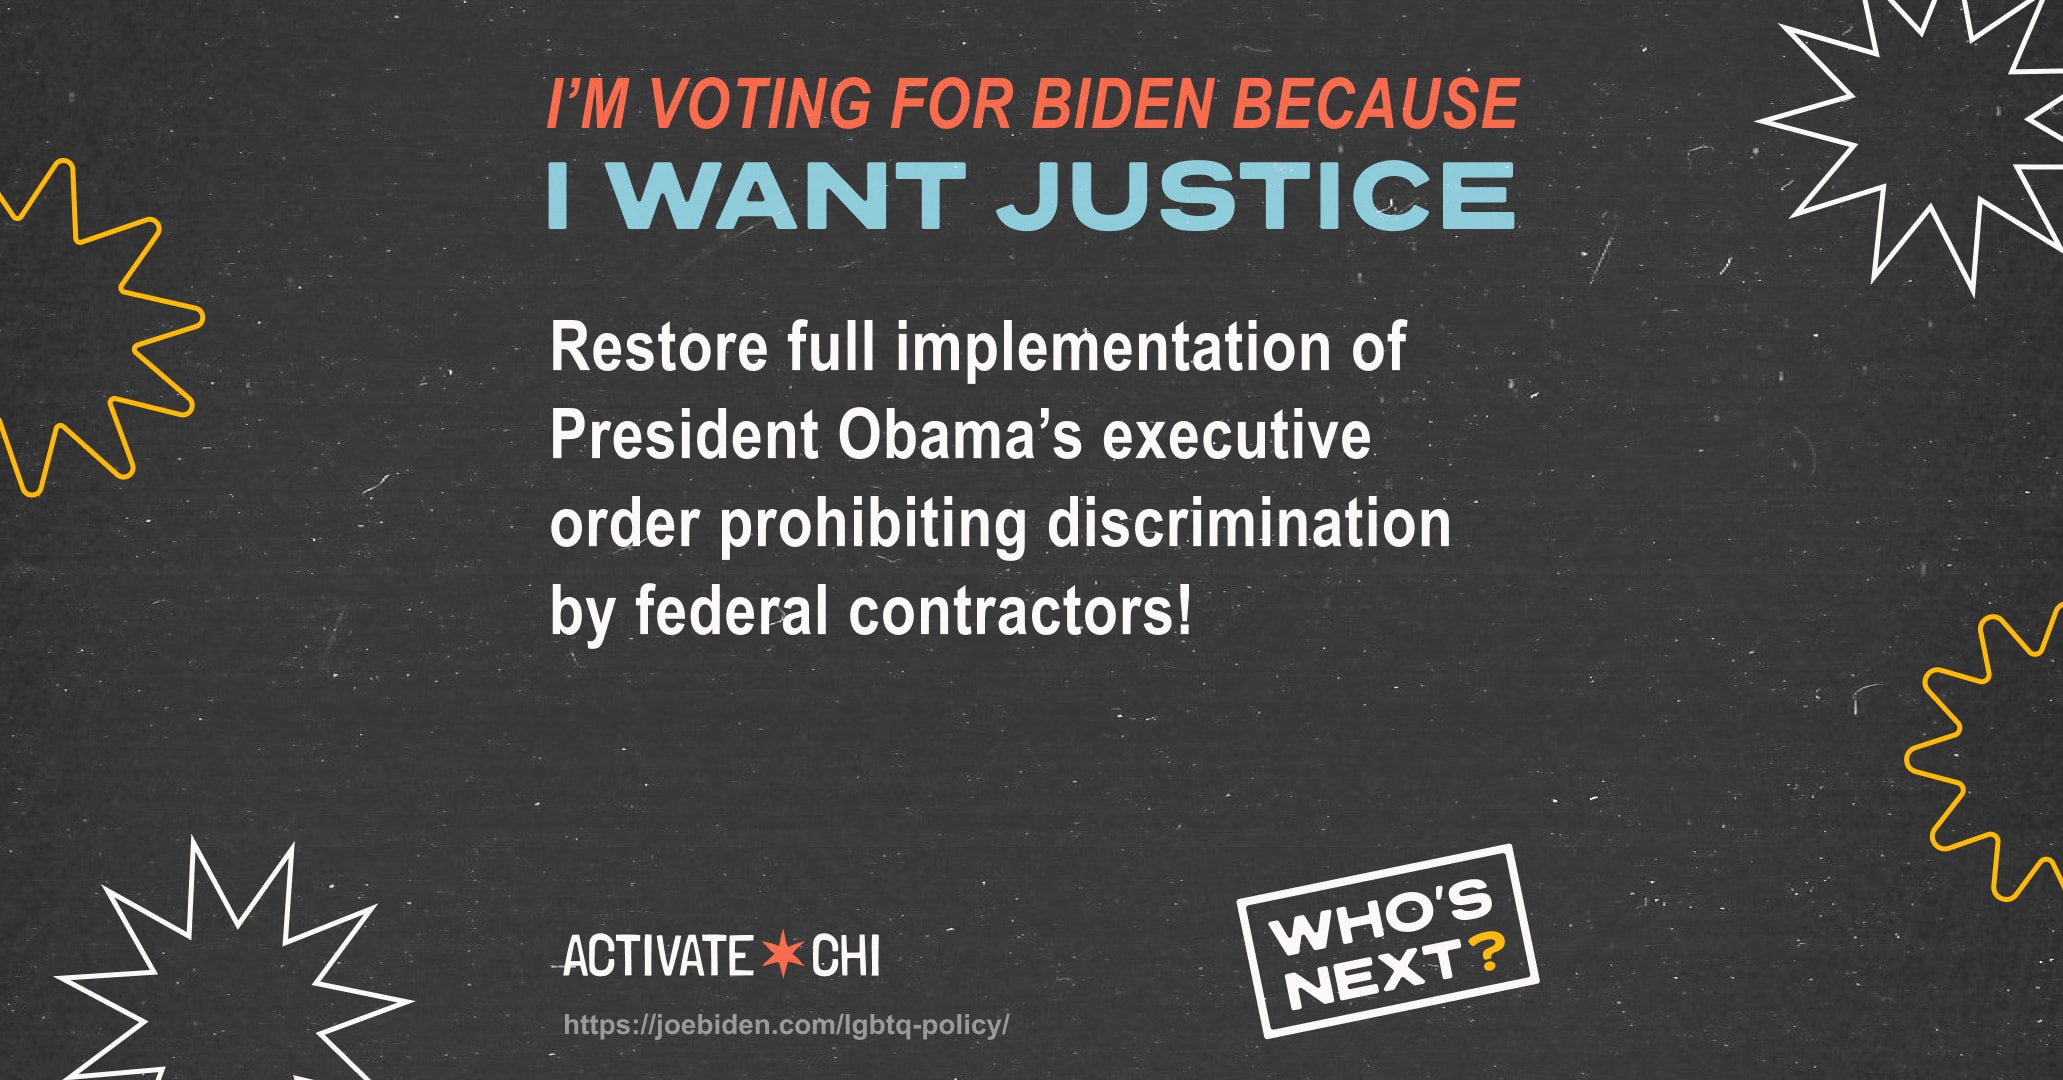 I’M VOTING FOR BIDEN BECAUSE
I WANT JUSTICE
Restore full implementation of
President Obama’s executive
order prohibiting discrimination
by federal contractors!
ACTIVATE CHI
https://joebiden.com/lgbtq-policy/
WHO'S
NEXT?